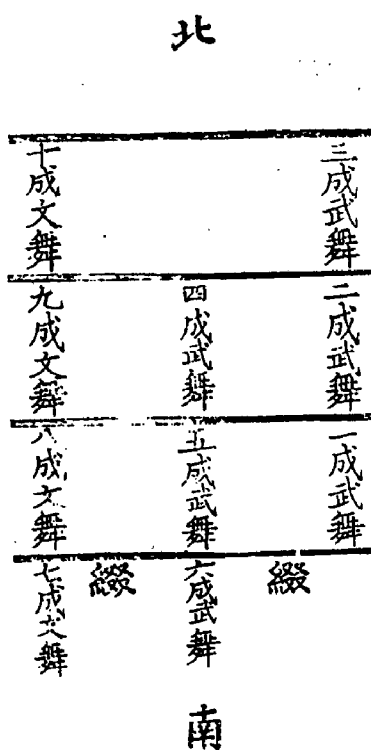 北
三成武舞
二成武舞
一成武舞
綴
四成武舞
五成武舞
六成武舞
綴
十成文舞
九成文舞
八成文舞
七成文舞
南